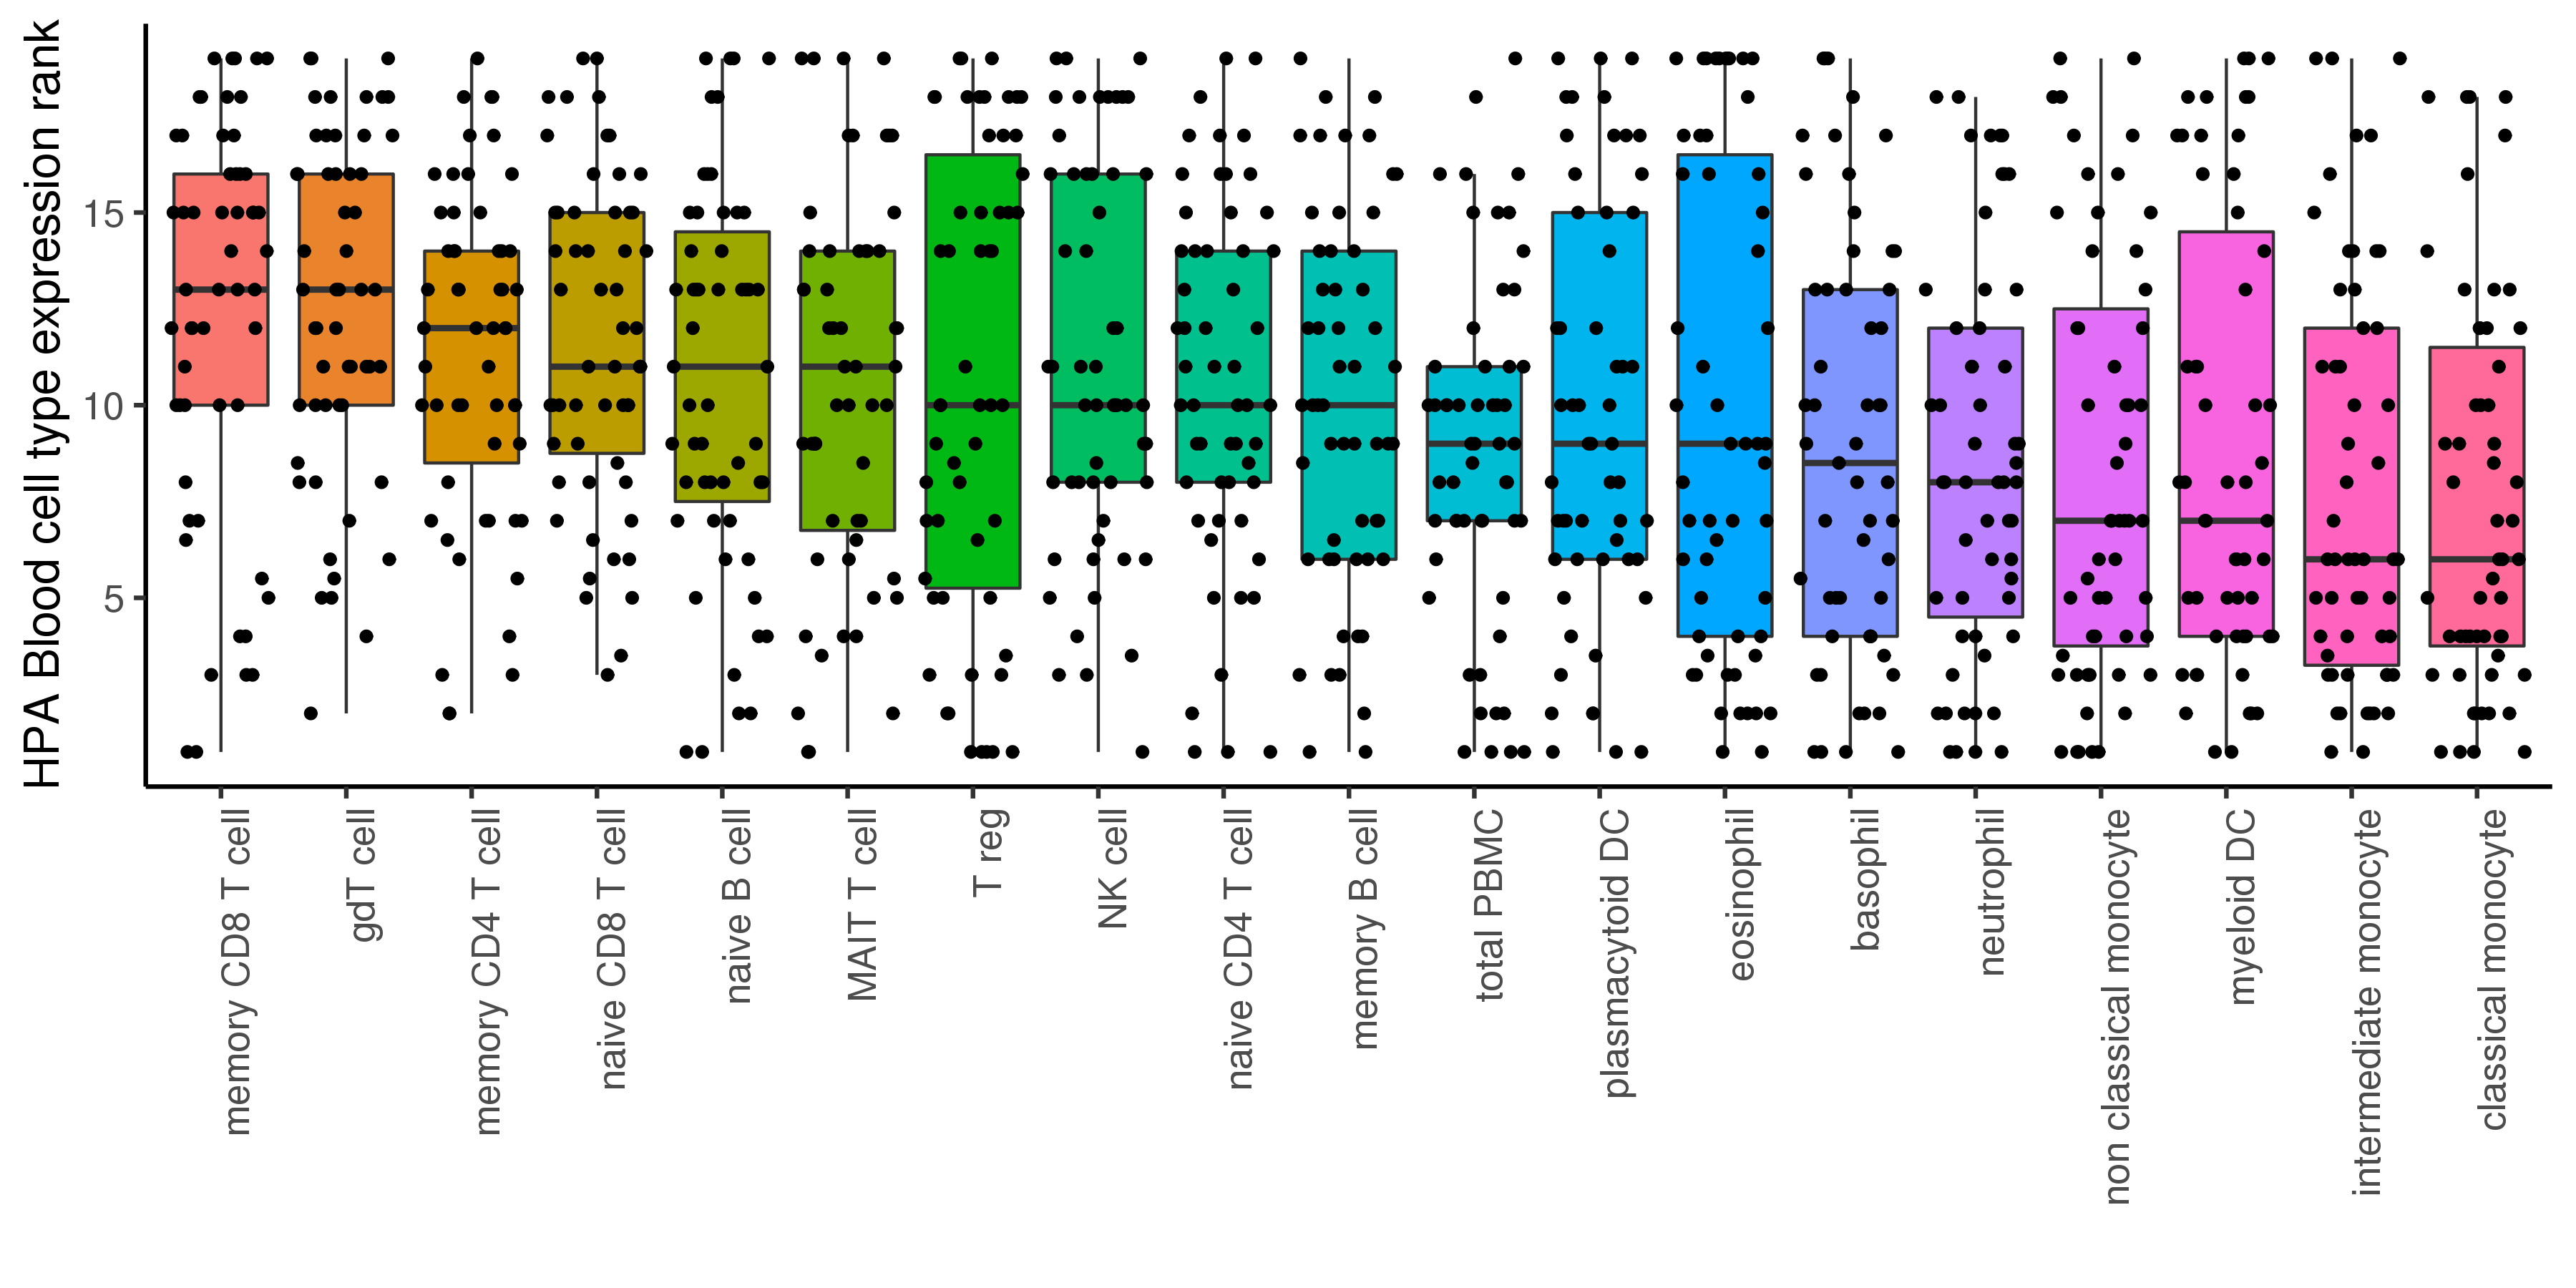 HPA Blood cell type expression rank
15
10
5
memory CD8 T cell
gdT cell
memory CD4 T cell
naive CD8 T cell
naive B cell
MAIT T cell
T reg
NK cell
naive CD4 T cell
memory B cell
total PBMC
plasmacytoid DC
eosinophil
basophil
neutrophil
non classical monocyte
myeloid DC
intermediate monocyte
classical monocyte